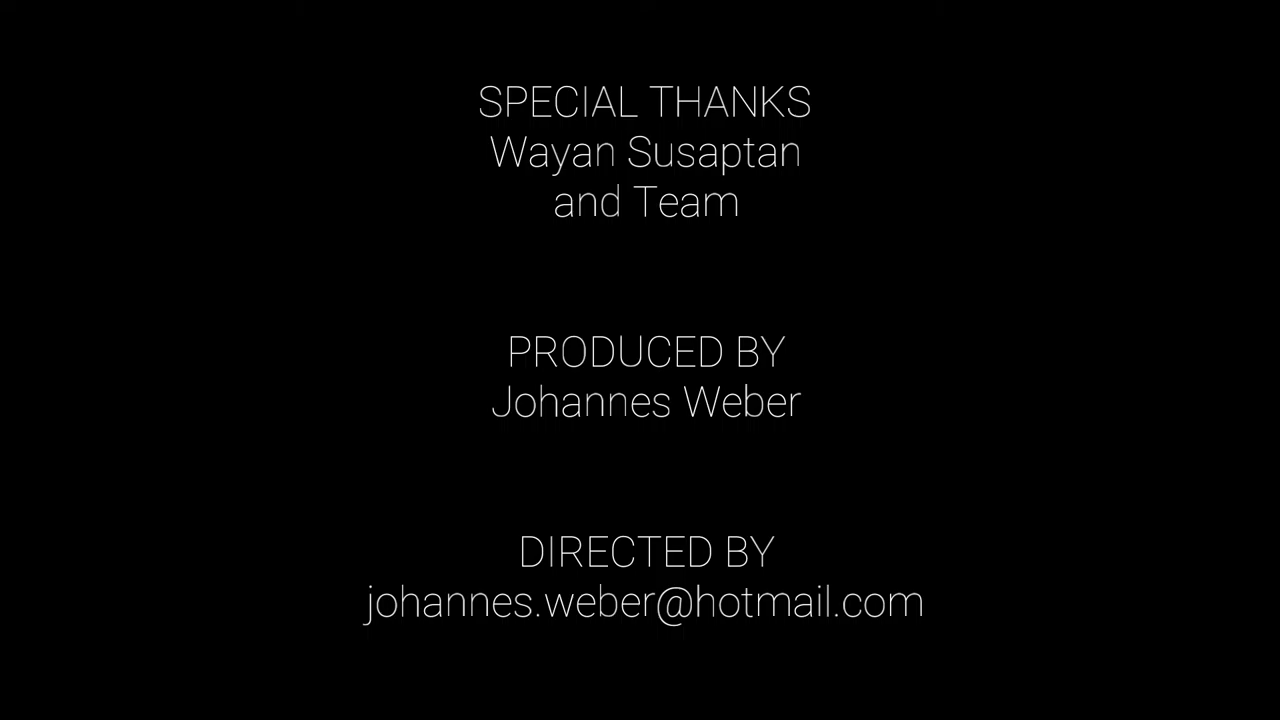 SPECIAL THANKS
Wayan Susaptan
and Team
PRODUCED BY
Johannes Weber
DIRECTED BY
johannes.weber@hotmail.com